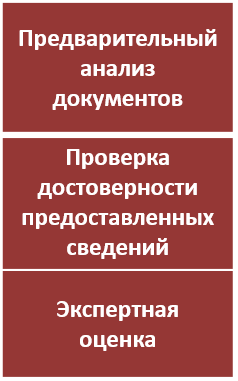 Предварительный
анализ
документов
Проверка
достоверности
предоставленных
сведений
Экспертная
оценка